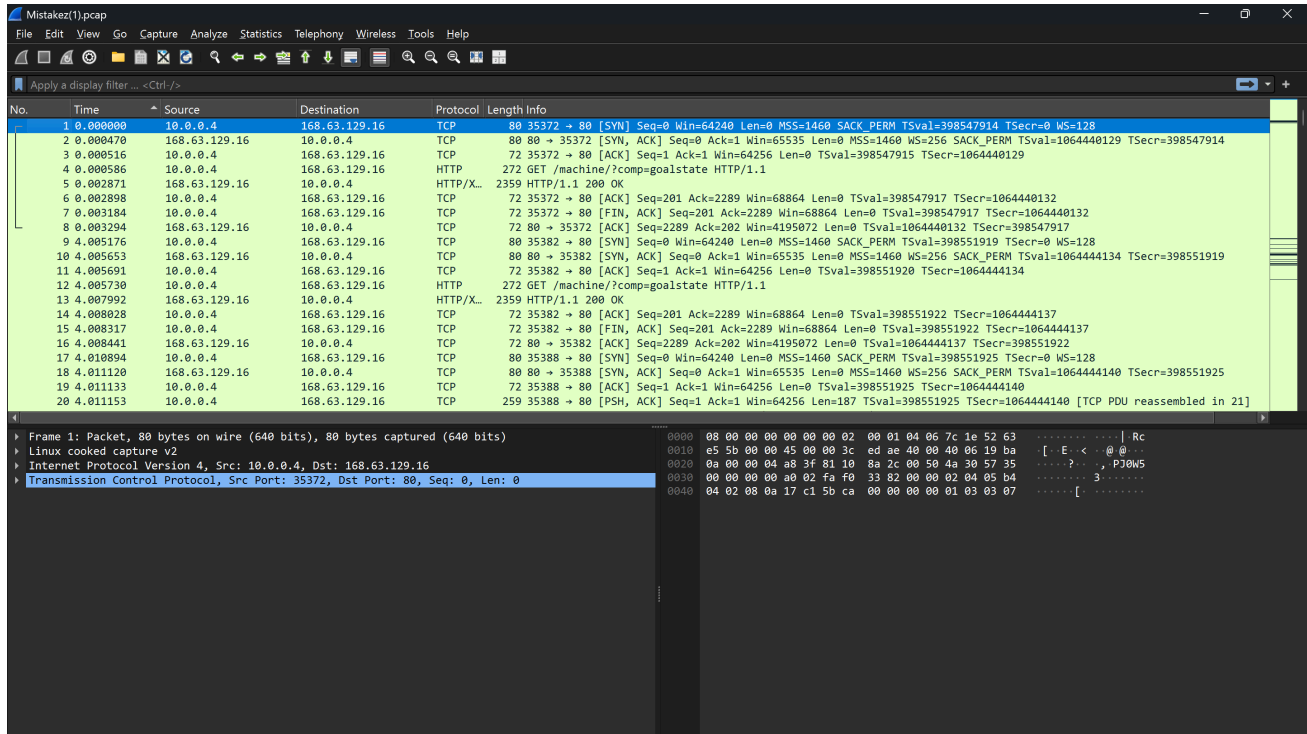 Mistakez(1).pcap
File Edit View Go Capture Analyze Statistics Telephony Wireless Tools Help
Apply a display filter ... <Ctrl-/>
No. Time Source Destination Protocol Length Info
1 0.000000 10.0.0.4 168.63.129.16 TCP 80 35372 → 80 [SYN] Seq=0 Win=64240 Len=0 MSS=1460 SACK_PERM TSval=398547914 TSecr=0 WS=128
2 0.000470 168.63.129.16 10.0.0.4 TCP 80 80 → 35372 [SYN, ACK] Seq=0 Ack=1 Win=65535 Len=0 MSS=1460 WS=256 SACK_PERM TSval=1064440129 TSecr=398547914
3 0.000516 10.0.0.4 168.63.129.16 TCP 72 35372 → 80 [ACK] Seq=1 Ack=1 Win=64256 Len=0 TSval=398547915 TSecr=1064440129
4 0.000586 10.0.0.4 168.63.129.16 HTTP 272 GET /machine/?comp=goalstate HTTP/1.1
5 0.002871 168.63.129.16 10.0.0.4 HTTP/X… 2359 HTTP/1.1 200 OK
6 0.002898 10.0.0.4 168.63.129.16 TCP 72 35372 → 80 [ACK] Seq=201 Ack=2289 Win=68864 Len=0 TSval=398547917 TSecr=1064440132
7 0.003184 10.0.0.4 168.63.129.16 TCP 72 35372 → 80 [FIN, ACK] Seq=201 Ack=2289 Win=68864 Len=0 TSval=398547917 TSecr=1064440132
8 0.003294 168.63.129.16 10.0.0.4 TCP 72 80 → 35372 [ACK] Seq=2289 Ack=202 Win=4195072 Len=0 TSval=1064440132 TSecr=398547917
9 4.005176 10.0.0.4 168.63.129.16 TCP 80 35382 → 80 [SYN] Seq=0 Win=64240 Len=0 MSS=1460 SACK_PERM TSval=398551919 TSecr=0 WS=128
10 4.005653 168.63.129.16 10.0.0.4 TCP 80 80 → 35382 [SYN, ACK] Seq=0 Ack=1 Win=65535 Len=0 MSS=1460 WS=256 SACK_PERM TSval=1064444134 TSecr=398551919
11 4.005691 10.0.0.4 168.63.129.16 TCP 72 35382 → 80 [ACK] Seq=1 Ack=1 Win=64256 Len=0 TSval=398551920 TSecr=1064444134
12 4.005730 10.0.0.4 168.63.129.16 HTTP 272 GET /machine/?comp=goalstate HTTP/1.1
13 4.007992 168.63.129.16 10.0.0.4 HTTP/X… 2359 HTTP/1.1 200 OK
14 4.008028 10.0.0.4 168.63.129.16 TCP 72 35382 → 80 [ACK] Seq=201 Ack=2289 Win=68864 Len=0 TSval=398551922 TSecr=1064444137
15 4.008317 10.0.0.4 168.63.129.16 TCP 72 35382 → 80 [FIN, ACK] Seq=201 Ack=2289 Win=68864 Len=0 TSval=398551922 TSecr=1064444137
16 4.008441 168.63.129.16 10.0.0.4 TCP 72 80 → 35382 [ACK] Seq=2289 Ack=202 Win=4195072 Len=0 TSval=1064444137 TSecr=398551922
17 4.010894 10.0.0.4 168.63.129.16 TCP 80 35388 → 80 [SYN] Seq=0 Win=64240 Len=0 MSS=1460 SACK_PERM TSval=398551925 TSecr=0 WS=128
18 4.011120 168.63.129.16 10.0.0.4 TCP 80 80 → 35388 [SYN, ACK] Seq=0 Ack=1 Win=65535 Len=0 MSS=1460 WS=256 SACK_PERM TSval=1064444140 TSecr=398551925
19 4.011133 10.0.0.4 168.63.129.16 TCP 72 35388 → 80 [ACK] Seq=1 Ack=1 Win=64256 Len=0 TSval=398551925 TSecr=1064444140
20 4.011153 10.0.0.4 168.63.129.16 TCP 259 35388 → 80 [PSH, ACK] Seq=1 Ack=1 Win=64256 Len=187 TSval=398551925 TSecr=1064444140 [TCP PDU reassembled in 21]
Frame 1: Packet, 80 bytes on wire (640 bits), 80 bytes captured (640 bits)
Linux cooked capture v2
Internet Protocol Version 4, Src: 10.0.0.4, Dst: 168.63.129.16
Transmission Control Protocol, Src Port: 35372, Dst Port: 80, Seq: 0, Len: 0
0000 08 00 00 00 00 00 00 02 00 01 04 06 7c 1e 52 63 ········ ····|·Rc
0010 e5 5b 00 00 45 00 00 3c ed ae 40 00 40 06 19 ba ·[··E··< ··@·@···
0020 0a 00 00 04 a8 3f 81 10 8a 2c 00 50 4a 30 57 35 ·····?·· ·,·PJ0W5
0030 00 00 00 00 a0 02 fa f0 33 82 00 00 02 04 05 b4 ········ 3·······
0040 04 02 08 0a 17 c1 5b ca 00 00 00 00 01 03 03 07 ······[· ········